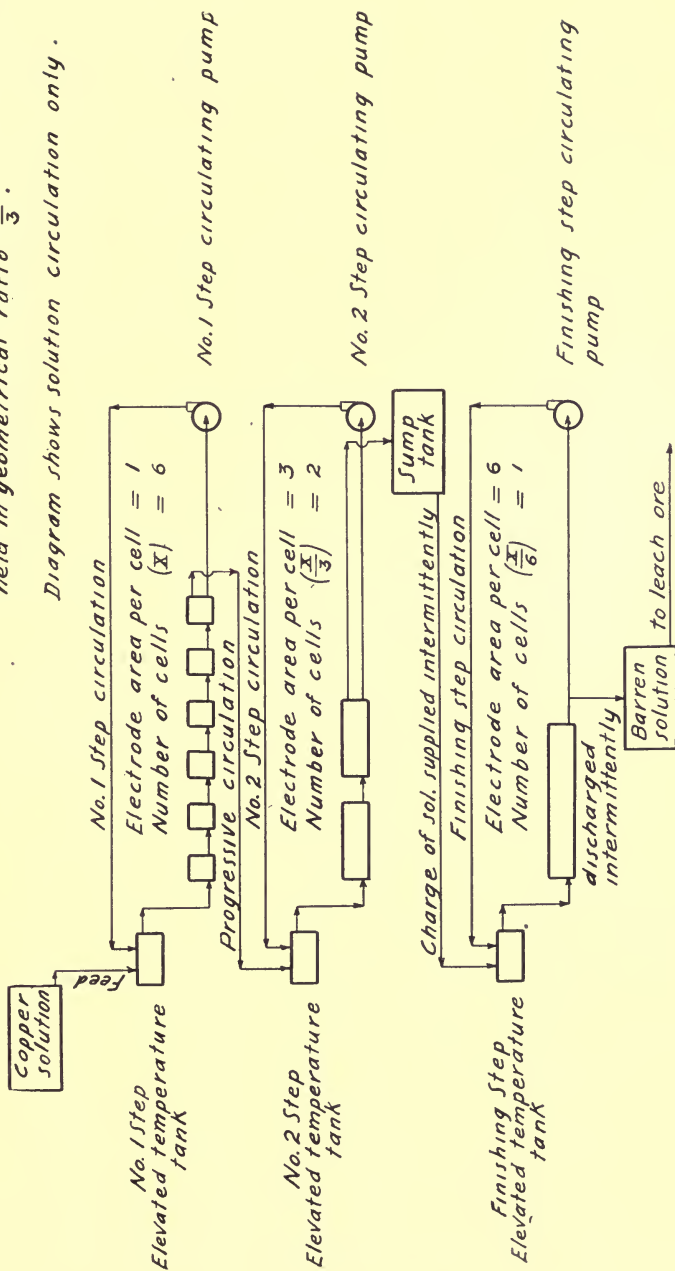 held in geometrical ratio 3.
Diagram shows solution circulation only.
Copper
solution
Feed
No. 1 Step circulation
Electrode area per cell = 1
Number of cells (X) = 6
No. 1 Step circulating pump
No. 1 Step
Elevated temperature
tank
Progressive circulation
No. 2 Step circulation
Electrode area per cell = 3
Number of cells (X/3) = 2
No. 2 Step circulating pump
No. 2 Step
Elevated temperature
tank
Sump
tank
Charge of sol. supplied intermittently
Finishing step circulation
Electrode area per cell = 6
Number of cells (X/6) = 1
Finishing step circulating
pump
Finishing Step
Elevated temperature
tank
discharged
intermittently
Barren
solution
to leach ore